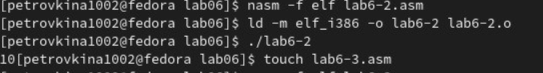 [petrovkina1002@fedora lab06]$ nasm -f elf lab6-2.asm
[petrovkina1002@fedora lab06]$ ld -m elf_i386 -o lab6-2 lab6-2.o
[petrovkina1002@fedora lab06]$ ./lab6-2
10[petrovkina1002@fedora lab06]$ touch lab6-3.asm